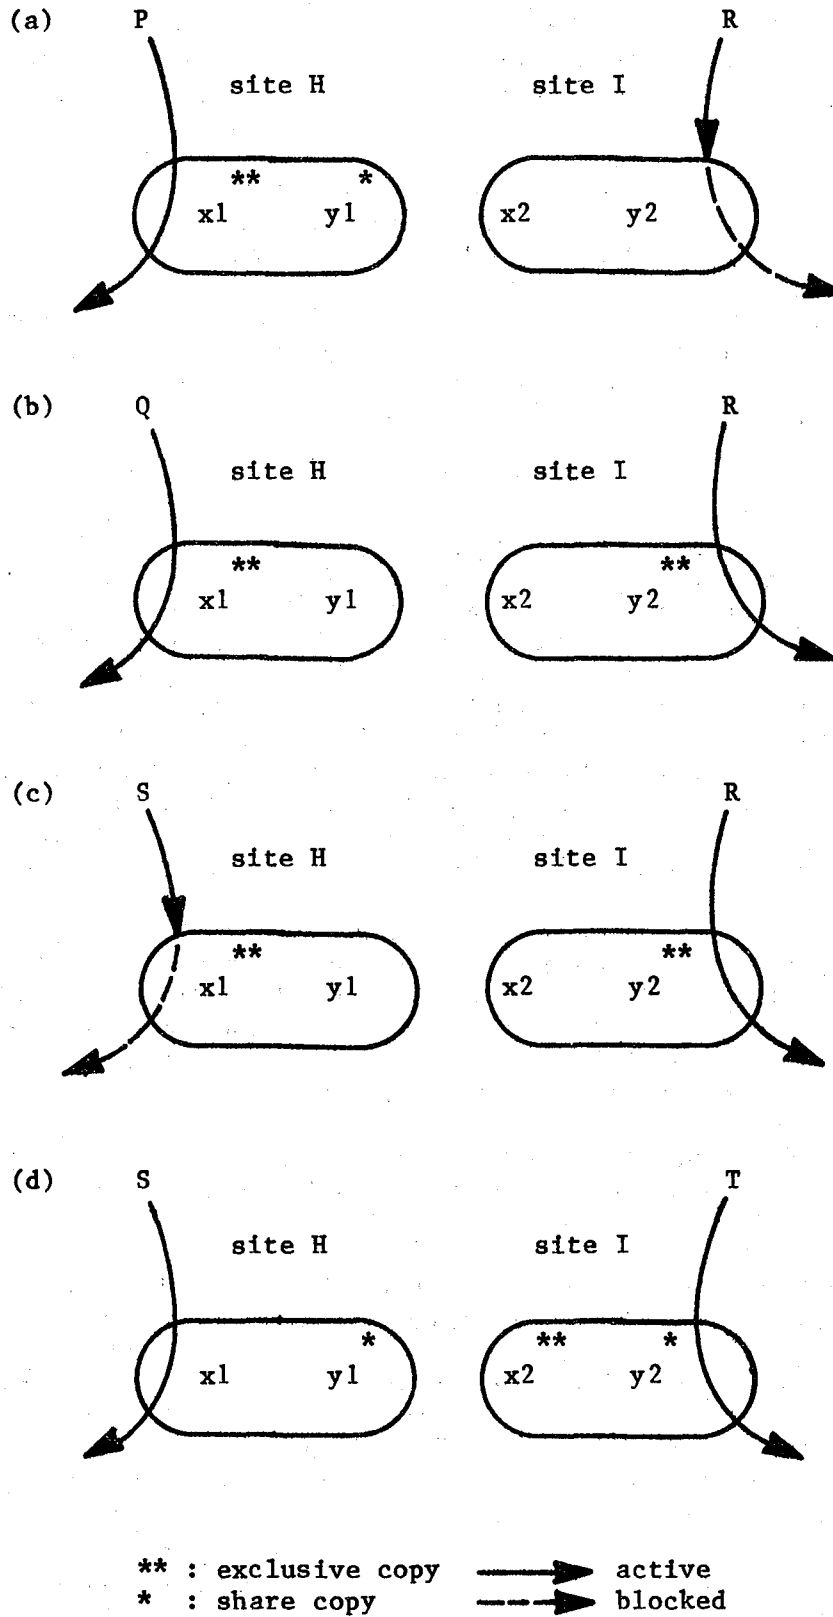 (a) P R
site H site I
** * 
x1 y1 x2 y2
(b) Q R
site H site I
** **
x1 y1 x2 y2
(c) S R
site H site I
** **
x1 y1 x2 y2
(d) S T
site H site I
* ** *
x1 y1 x2 y2
** : exclusive copy active
* : share copy blocked